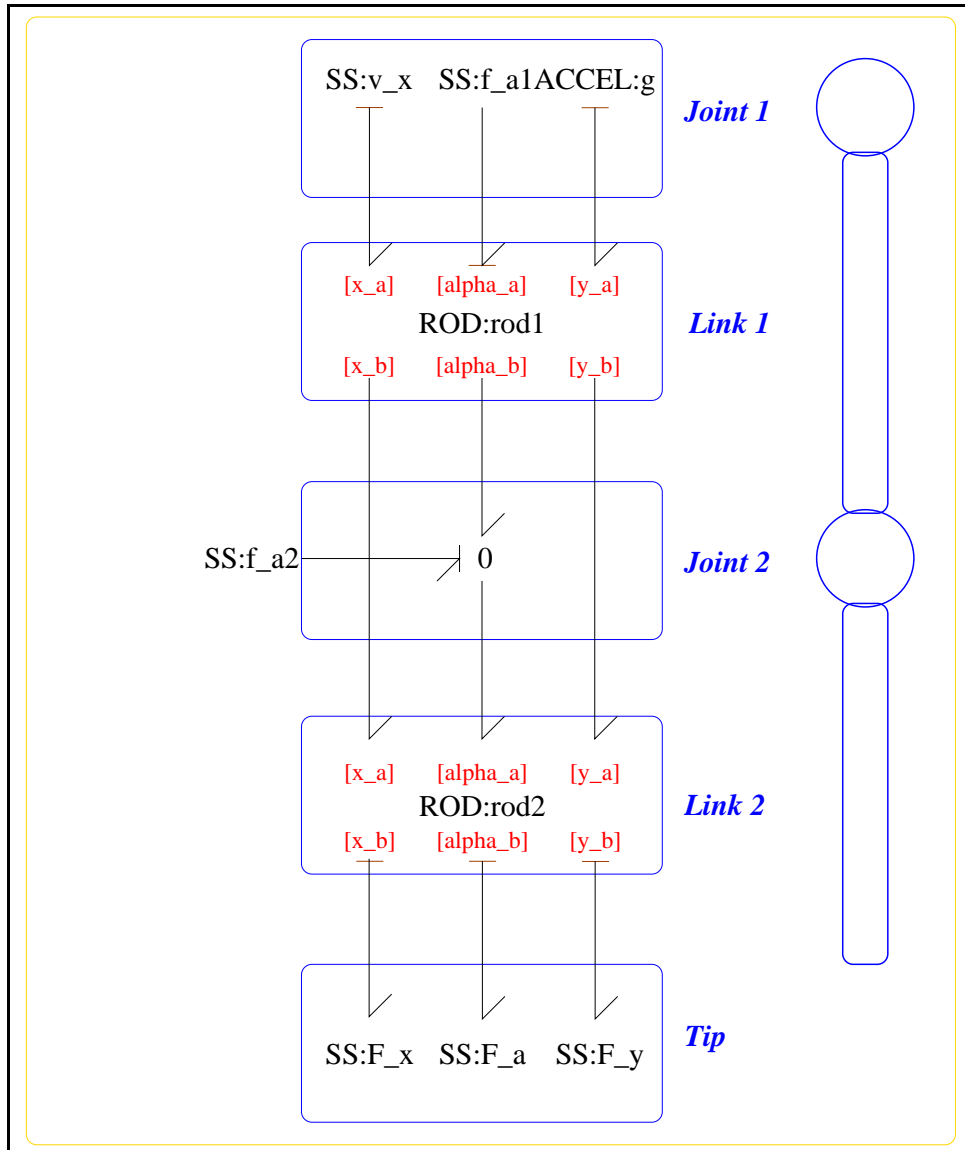 SS:v_x SS:f_a1ACCEL:g
Joint 1
[x_a] [alpha_a] [y_a]
ROD:rod1
Link 1
[x_b] [alpha_b] [y_b]
SS:f_a2 0
Joint 2
[x_a] [alpha_a] [y_a]
ROD:rod2
Link 2
[x_b] [alpha_b] [y_b]
SS:F_x SS:F_a SS:F_y
Tip